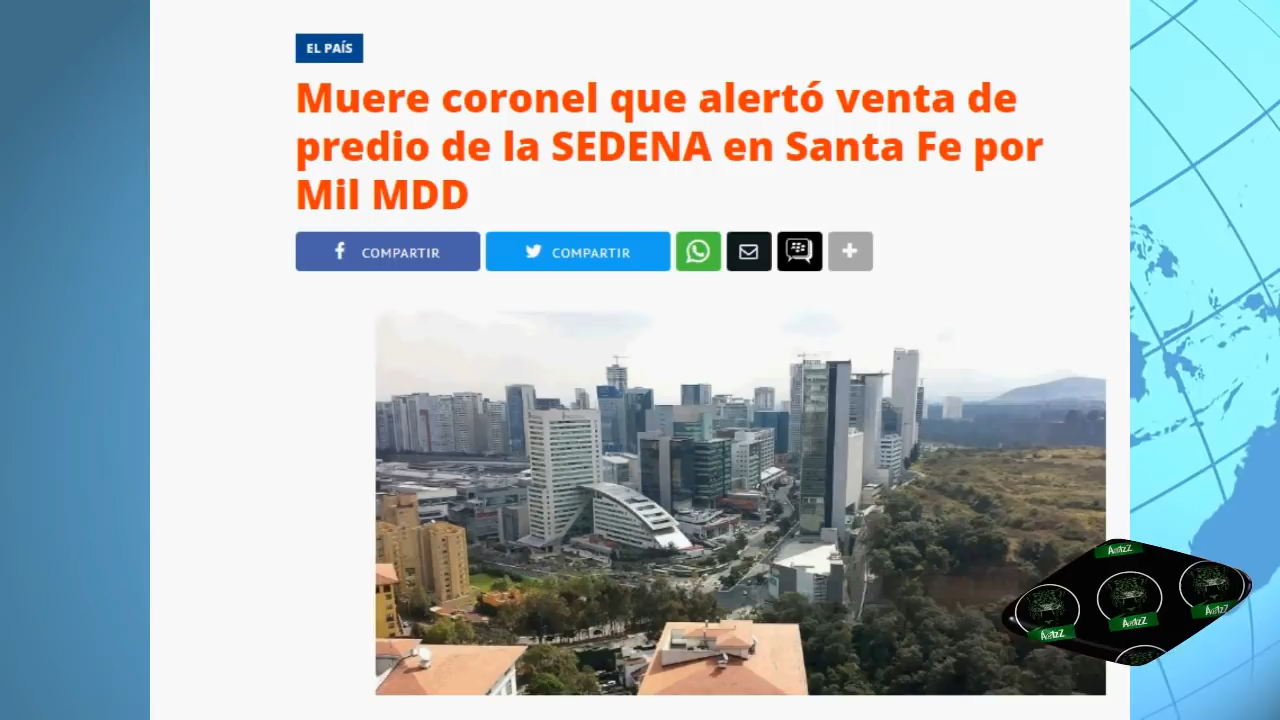 EL PAÍS
Muere coronel que alertó venta de
predio de la SEDENA en Santa Fe por
Mil MDD
COMPARTIR
COMPARTIR